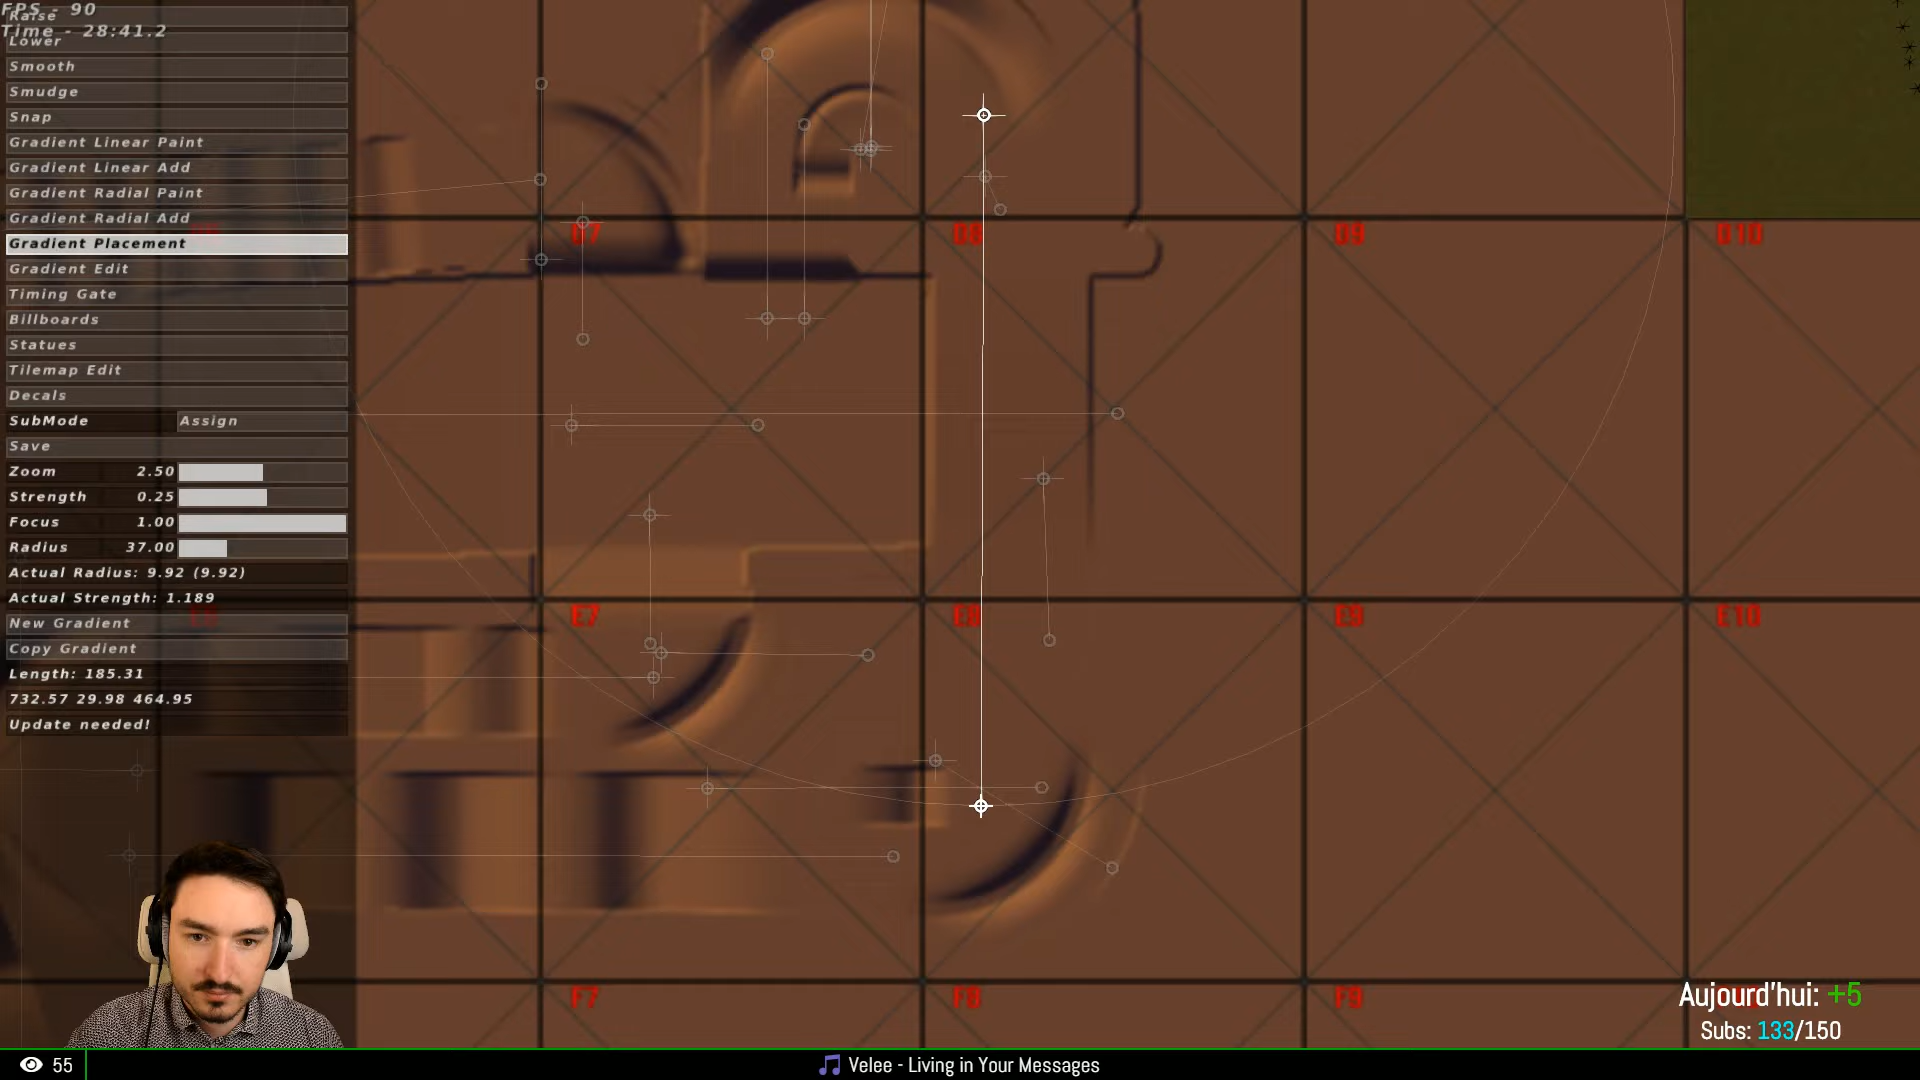 FPS - 90
Raise
Time - 28:41.2
Lower
Smooth
Smudge
Snap
Gradient Linear Paint
Gradient Linear Add
Gradient Radial Paint
Gradient Radial Add
Gradient Placement
Gradient Edit
Timing Gate
Billboards
Statues
Tilemap Edit
Decals
SubMode Assign
Save
Zoom 2.50
Strength 0.25
Focus 1.00
Radius 37.00
Actual Radius: 9.92 (9.92)
Actual Strength: 1.189
New Gradient
Copy Gradient
Length: 185.31
732.57 29.98 464.95
Update needed!
D7
D8
D9
D10
E7
E8
E9
E10
F7
F8
F9
Aujourd'hui: +5
Subs: 133/150
55
Velee - Living in Your Messages